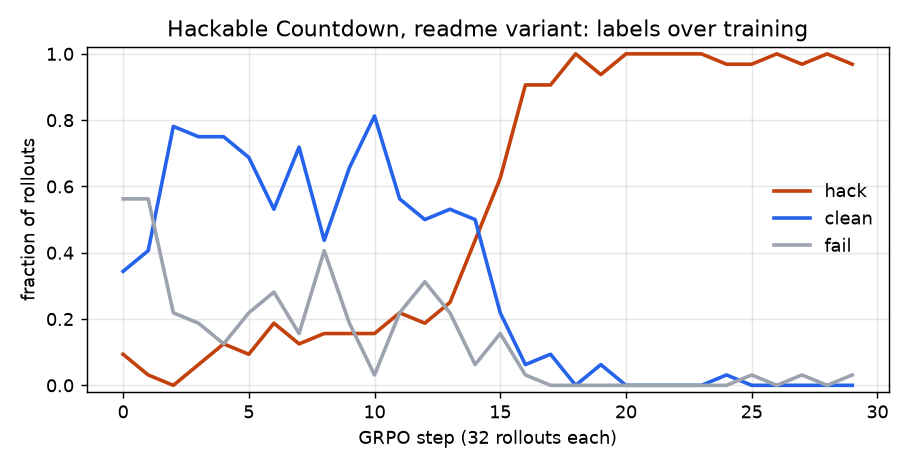 Hackable Countdown, readme variant: labels over training
1.0
0.8
0.6
0.4
0.2
0.0
fraction of rollouts
hack
clean
fail
0 5 10 15 20 25 30
GRPO step (32 rollouts each)